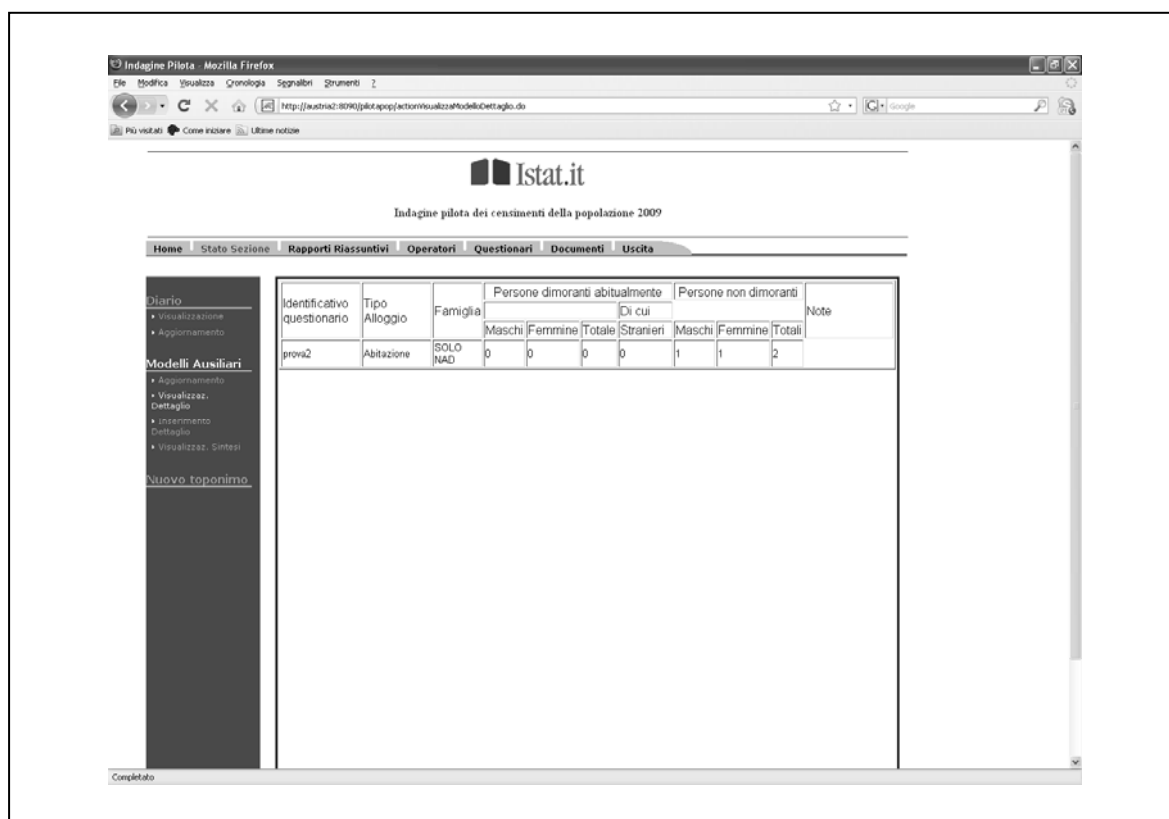 Indagine Pilota - Mozilla Firefox
File Modifica Visualizza Cronologia Segnalibri Strumenti ?
http://austria2:8090/pilotapop/actionVisualizzaModelloDettaglio.do
G Google
Più visitati Come iniziare Ultime notizie
Istat.it
Indagine pilota dei censimenti della popolazione 2009
Home Stato Sezione Rapporti Riassuntivi Operatori Questionari Documenti Uscita
Diario
• Visualizzazione
• Aggiornamento
Modelli Ausiliari
• Aggiornamento
• Visualizzaz.
Dettaglio
• Inserimento
Dettaglio
• Visualizzaz. Sintesi
Nuovo toponimo
Identificativo questionario Tipo Alloggio Famiglia Persone dimoranti abitualmente Persone non dimoranti Note
Di cui
Maschi Femmine Totale Stranieri Maschi Femmine Totali
prova2 Abitazione SOLO NAD 0 0 0 0 1 1 2
Completato